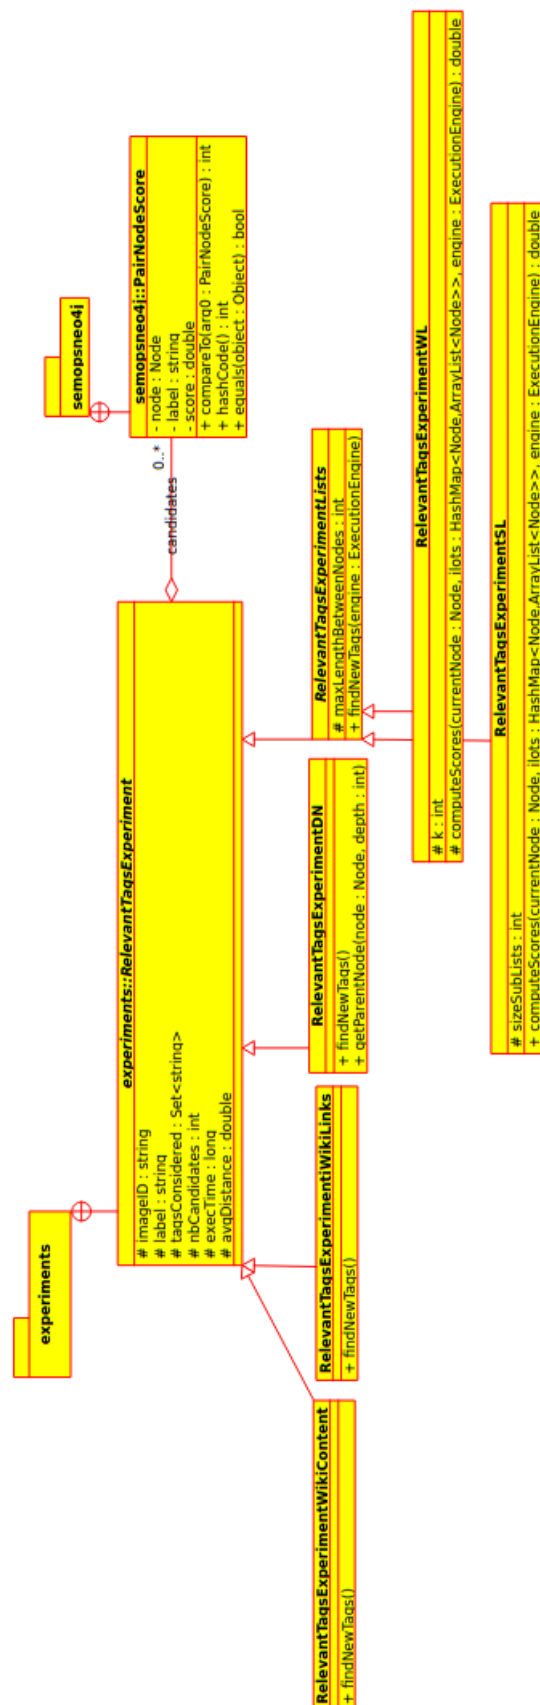 experiments
semopsneo4j
experiments::RelevantTagsExperiment
# imageID : string
# label : string
# tagsConsidered : Set<string>
# nbCandidates : int
# execTime : long
# avgDistance : double
candidates
0..*
semopsneo4j::PairNodeScore
- node : Node
- label : string
- score : double
+ compareTo(arg0 : PairNodeScore) : int
+ hashCode() : int
+ equals(object : Object) : bool
RelevantTagsExperimentWikiContent
+ findNewTags()
RelevantTagsExperimentiWikiLinks
+ findNewTags()
RelevantTagsExperimentDN
+ findNewTags()
+ getParentNode(node : Node, depth : int)
RelevantTagsExperimentLists
# maxLengthBetweenNodes : int
+ findNewTags(engine : ExecutionEngine)
RelevantTagsExperimentWL
# k : int
# computeScores(currentNode : Node, ilots : HashMap<Node,ArrayList<Node>>, engine : ExecutionEngine) : double
RelevantTagsExperimentSL
# sizeSubLists : int
+ computeScores(currentNode : Node, ilots : HashMap<Node,ArrayList<Node>>, engine : ExecutionEngine) : double